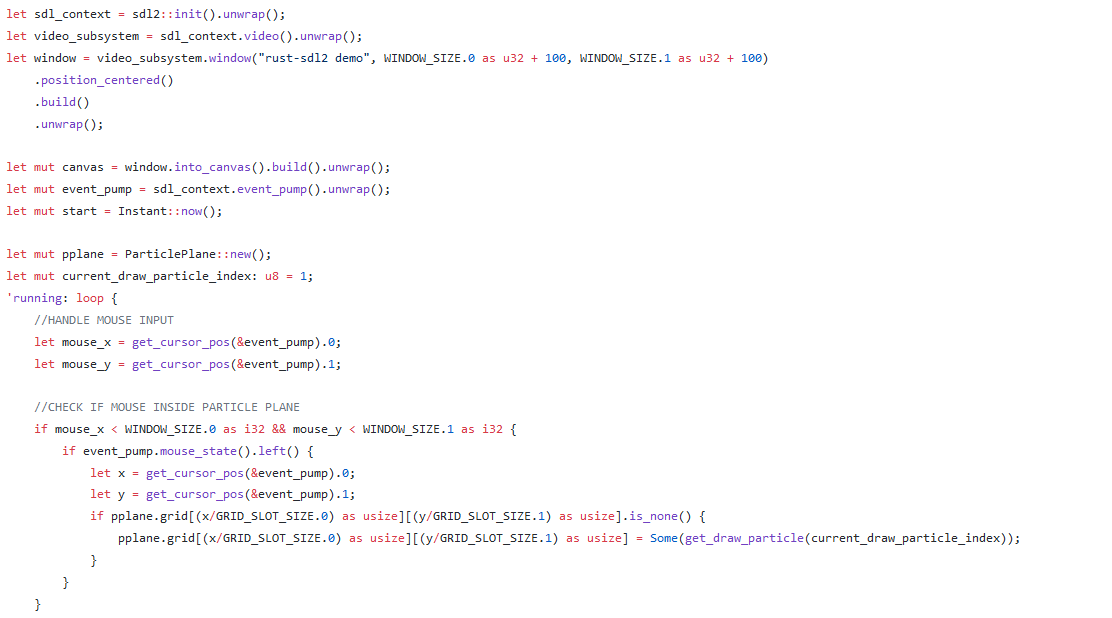 let sdl_context = sdl2::init().unwrap();
let video_subsystem = sdl_context.video().unwrap();
let window = video_subsystem.window("rust-sdl2 demo", WINDOW_SIZE.0 as u32 + 100, WINDOW_SIZE.1 as u32 + 100)
    .position_centered()
    .build()
    .unwrap();

let mut canvas = window.into_canvas().build().unwrap();
let mut event_pump = sdl_context.event_pump().unwrap();
let mut start = Instant::now();

let mut pplane = ParticlePlane::new();
let mut current_draw_particle_index: u8 = 1;
'running: loop {
    //HANDLE MOUSE INPUT
    let mouse_x = get_cursor_pos(&event_pump).0;
    let mouse_y = get_cursor_pos(&event_pump).1;

    //CHECK IF MOUSE INSIDE PARTICLE PLANE
    if mouse_x < WINDOW_SIZE.0 as i32 && mouse_y < WINDOW_SIZE.1 as i32 {
        if event_pump.mouse_state().left() {
            let x = get_cursor_pos(&event_pump).0;
            let y = get_cursor_pos(&event_pump).1;
            if pplane.grid[(x/GRID_SLOT_SIZE.0) as usize][(y/GRID_SLOT_SIZE.1) as usize].is_none() {
                pplane.grid[(x/GRID_SLOT_SIZE.0) as usize][(y/GRID_SLOT_SIZE.1) as usize] = Some(get_draw_particle(current_draw_particle_index));
            }
        }
    }